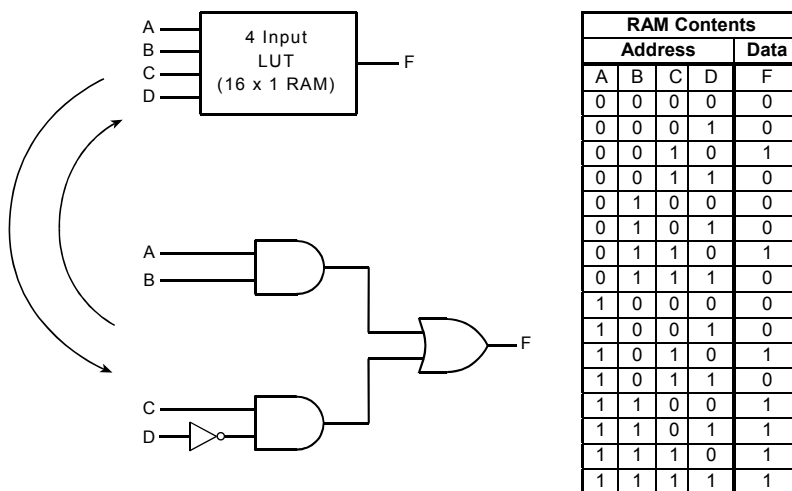 A
B
C
D
4 Input
LUT
(16 x 1 RAM)
F
A
B
C
D
F
RAM Contents
Address Data
A B C D F
0 0 0 0 0
0 0 0 1 0
0 0 1 0 1
0 0 1 1 0
0 1 0 0 0
0 1 0 1 0
0 1 1 0 1
0 1 1 1 0
1 0 0 0 0
1 0 0 1 0
1 0 1 0 1
1 0 1 1 0
1 1 0 0 1
1 1 0 1 1
1 1 1 0 1
1 1 1 1 1